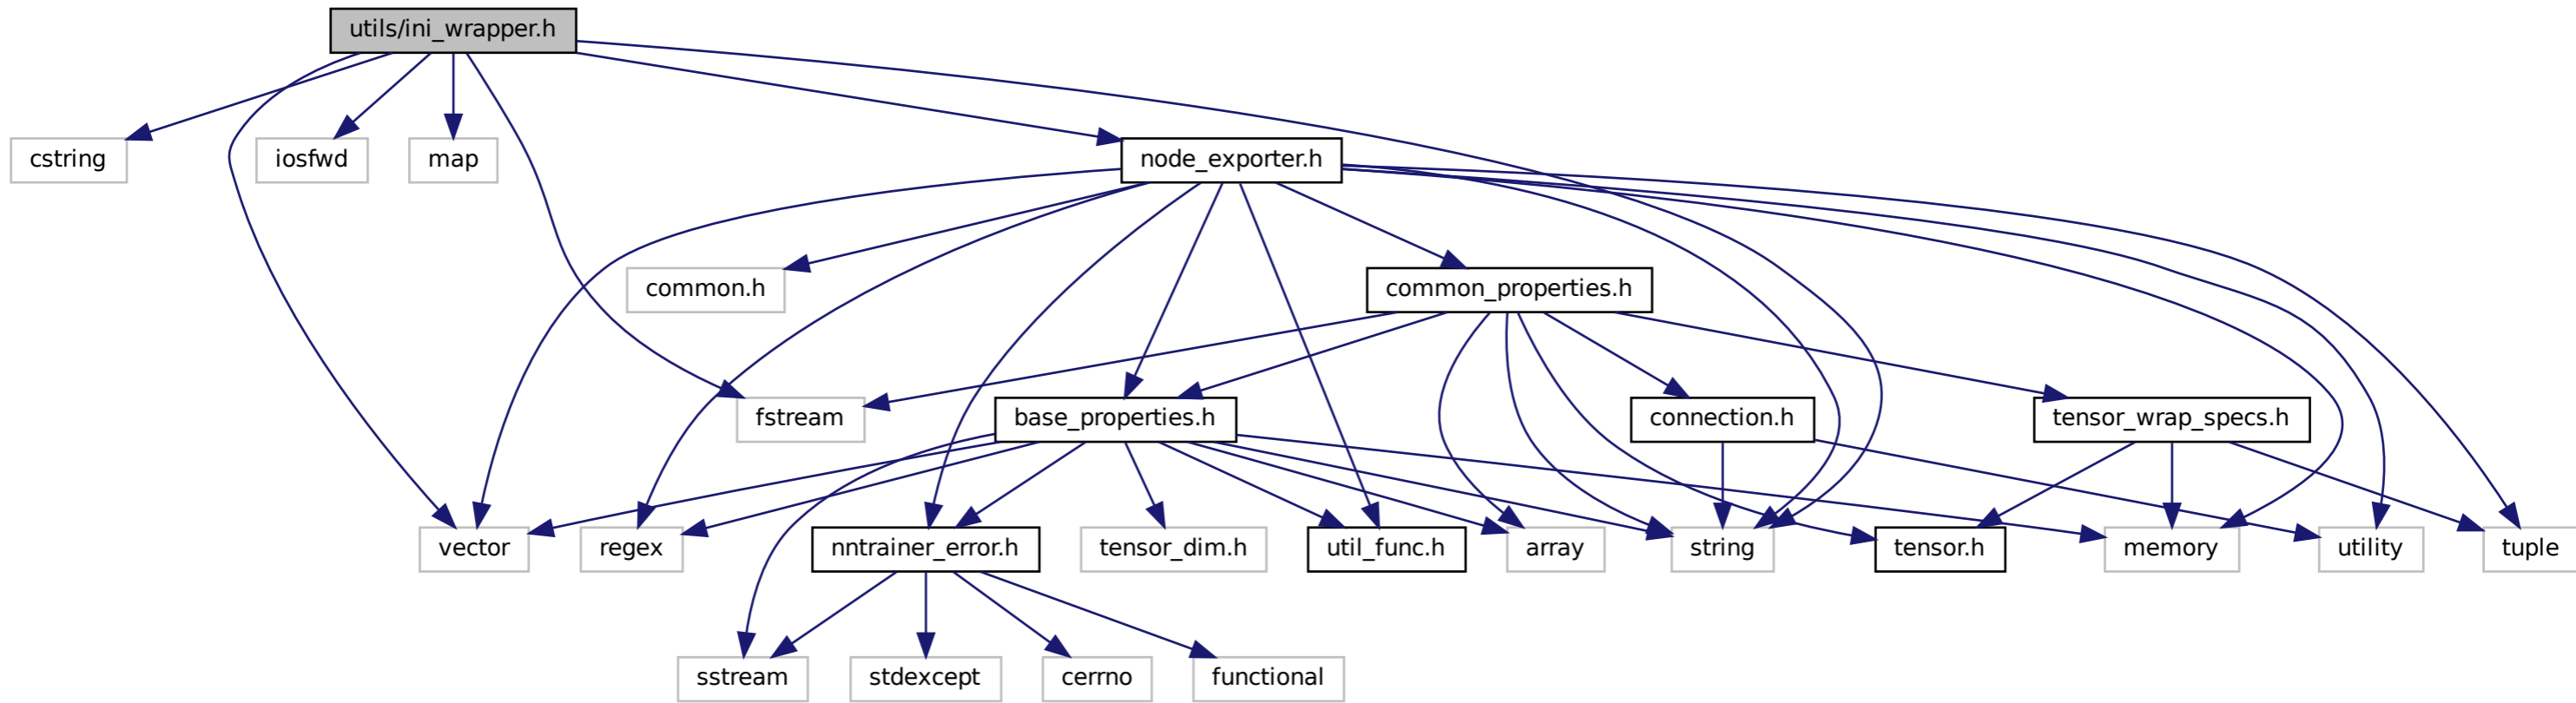 utils/ini_wrapper.h
cstring
iosfwd
map
node_exporter.h
common.h
common_properties.h
fstream
base_properties.h
connection.h
tensor_wrap_specs.h
vector
regex
nntrainer_error.h
tensor_dim.h
util_func.h
array
string
tensor.h
memory
utility
tuple
sstream
stdexcept
cerrno
functional